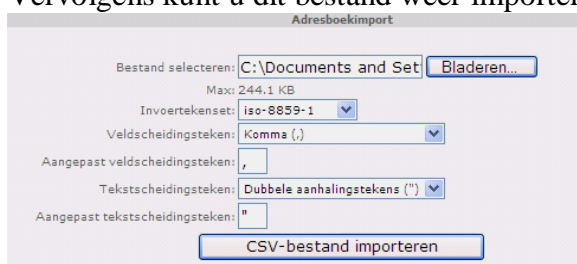 Vervolgens kunt u dit bestand weer importe
Adresboekimport
Bestand selecteren: C:\Documents and Set Bladeren...
Max: 244.1 KB
Invoertekenset: iso-8859-1
Veldscheidingsteken: Komma (,)
Aangepast veldscheidingsteken: ,
Tekstscheidingsteken: Dubbele aanhalingstekens (")
Aangepast tekstscheidingsteken: "
CSV-bestand importeren